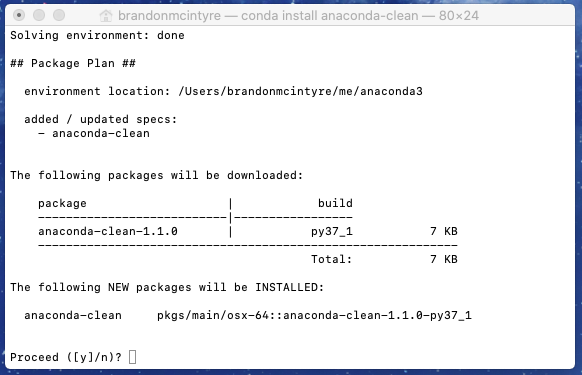 brandonmcintyre — conda install anaconda-clean — 80×24
Solving environment: done
## Package Plan ##
environment location: /Users/brandonmcintyre/me/anaconda3
added / updated specs:
- anaconda-clean
The following packages will be downloaded:
package | build
---------------------------|-----------------
anaconda-clean-1.1.0 | py37_1 7 KB
------------------------------------------------------------
Total: 7 KB
The following NEW packages will be INSTALLED:
anaconda-clean pkgs/main/osx-64::anaconda-clean-1.1.0-py37_1
Proceed ([y]/n)?